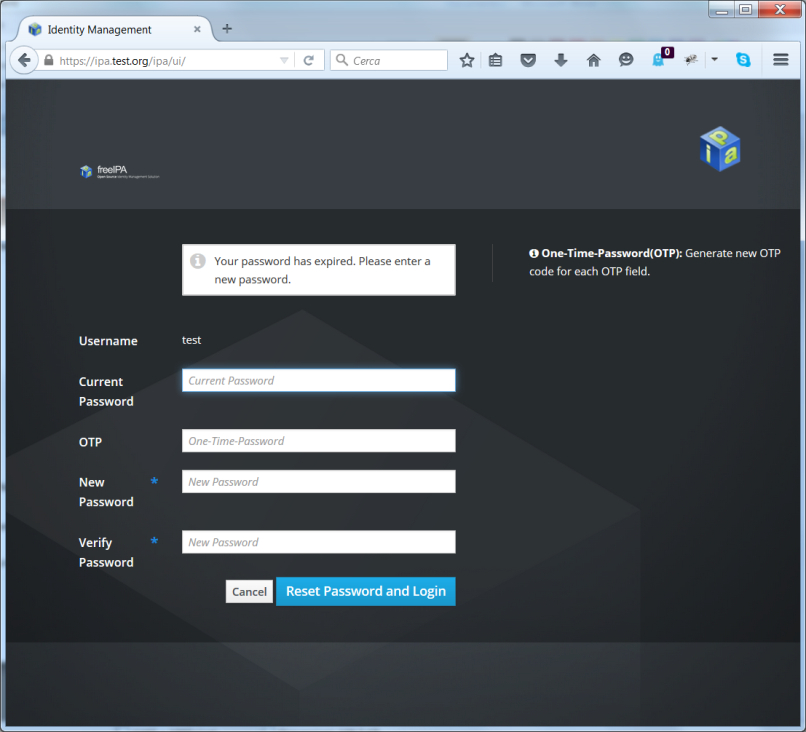 Identity Management
https://ipa.test.org/ipa/ui/
Cerca
0
freeIPA
Open Source Identity Management Solution
Your password has expired. Please enter a
new password.
One-Time-Password(OTP): Generate new OTP
code for each OTP field.
Username
test
Current
Password
Current Password
OTP
One-Time-Password
New
Password
*
New Password
Verify
Password
*
New Password
Cancel
Reset Password and Login